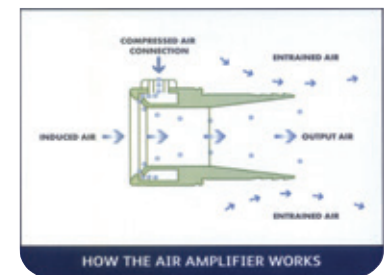 COMPRESSED AIR
CONNECTION
ENTRAINED AIR
INDUCED AIR
OUTPUT AIR
ENTRAINED AIR
HOW THE AIR AMPLIFIER WORKS